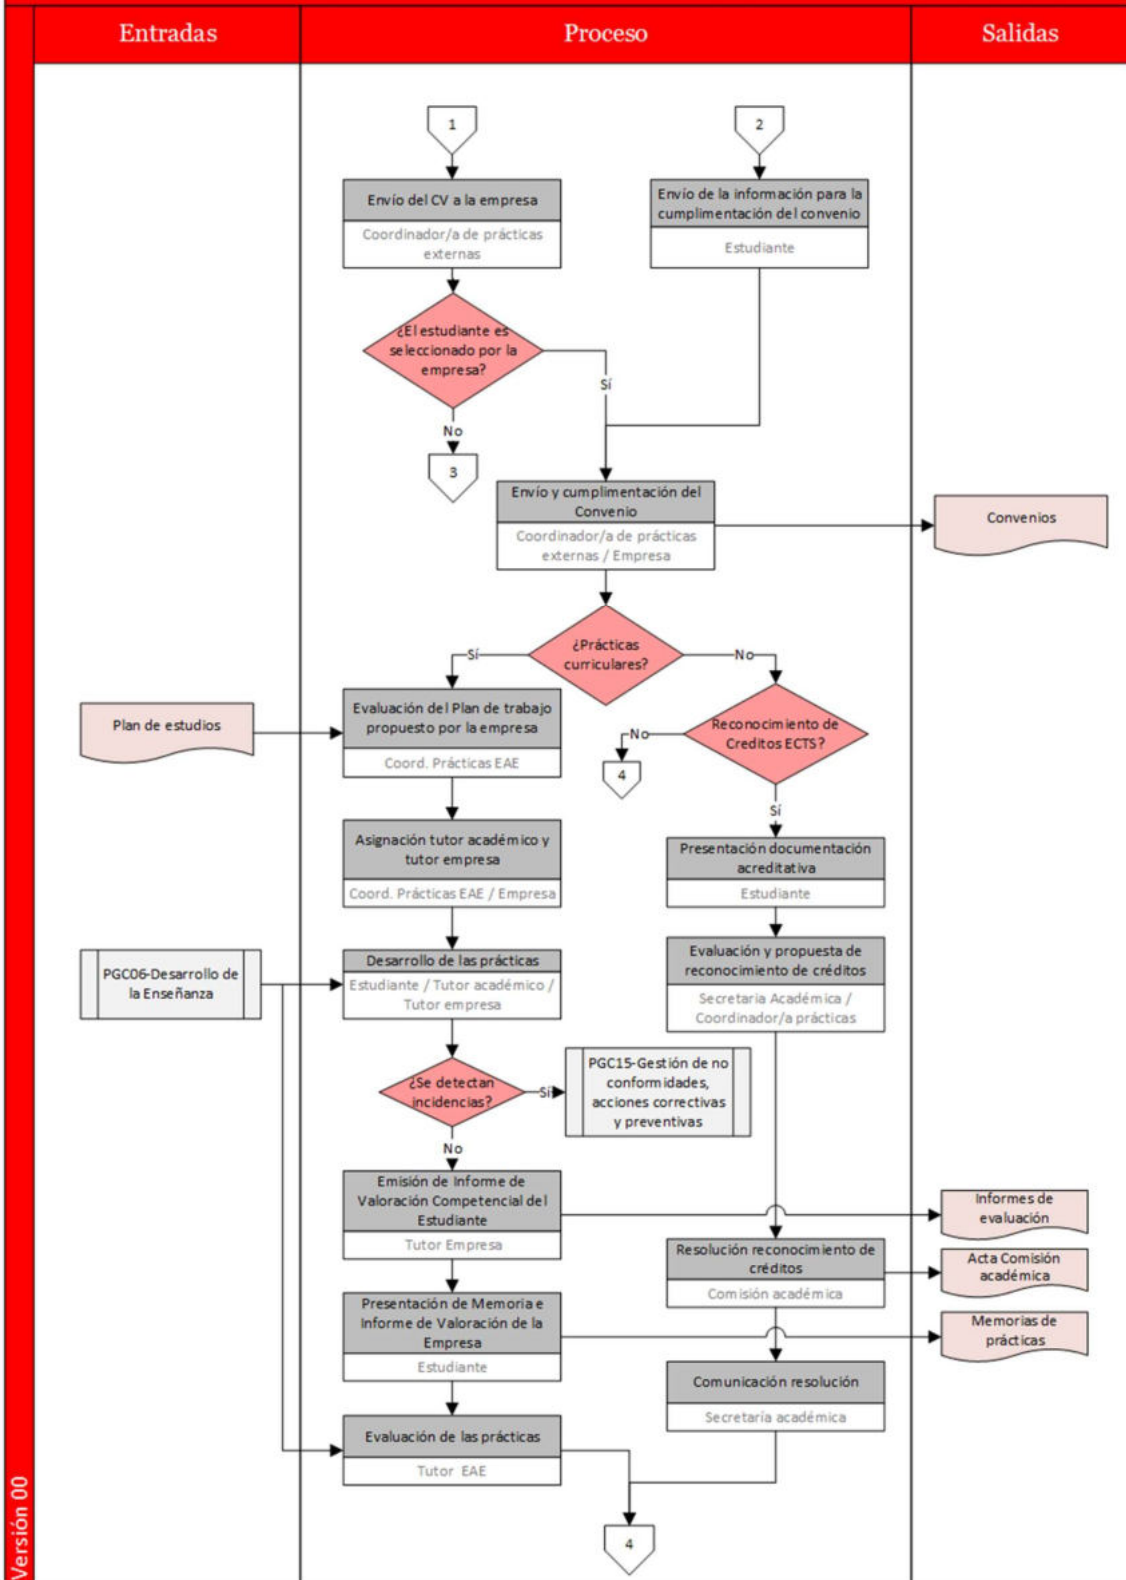 Entradas
Proceso
Salidas
1
2
Envío del CV a la empresa
Coordinador/a de prácticas
externas
Envío de la información para la
cumplimentación del convenio
Estudiante
¿El estudiante es
seleccionado por la
empresa?
Sí
No
3
Envío y cumplimentación del
Convenio
Coordinador/a de prácticas
externas / Empresa
Convenios
¿Prácticas
curriculares?
Sí
No
Plan de estudios
Evaluación del Plan de trabajo
propuesto por la empresa
Coord. Prácticas EAE
Reconocimiento de
Creditos ECTS?
No
4
Sí
Asignación tutor académico y
tutor empresa
Coord. Prácticas EAE / Empresa
Presentación documentación
acreditativa
Estudiante
PGC06-Desarrollo de
la Enseñanza
Desarrollo de las prácticas
Estudiante / Tutor académico /
Tutor empresa
Evaluación y propuesta de
reconocimiento de créditos
Secretaria Académica /
Coordinador/a prácticas
¿Se detectan
incidencias?
Sí
PGC15-Gestión de no
conformidades,
acciones correctivas
y preventivas
No
Emisión de Informe de
Valoración Competencial del
Estudiante
Tutor Empresa
Informes de
evaluación
Resolución reconocimiento de
créditos
Comisión académica
Acta Comisión
académica
Presentación de Memoria e
Informe de Valoración de la
Empresa
Estudiante
Memorias de
prácticas
Comunicación resolución
Secretaría académica
Evaluación de las prácticas
Tutor EAE
4
Versión 00